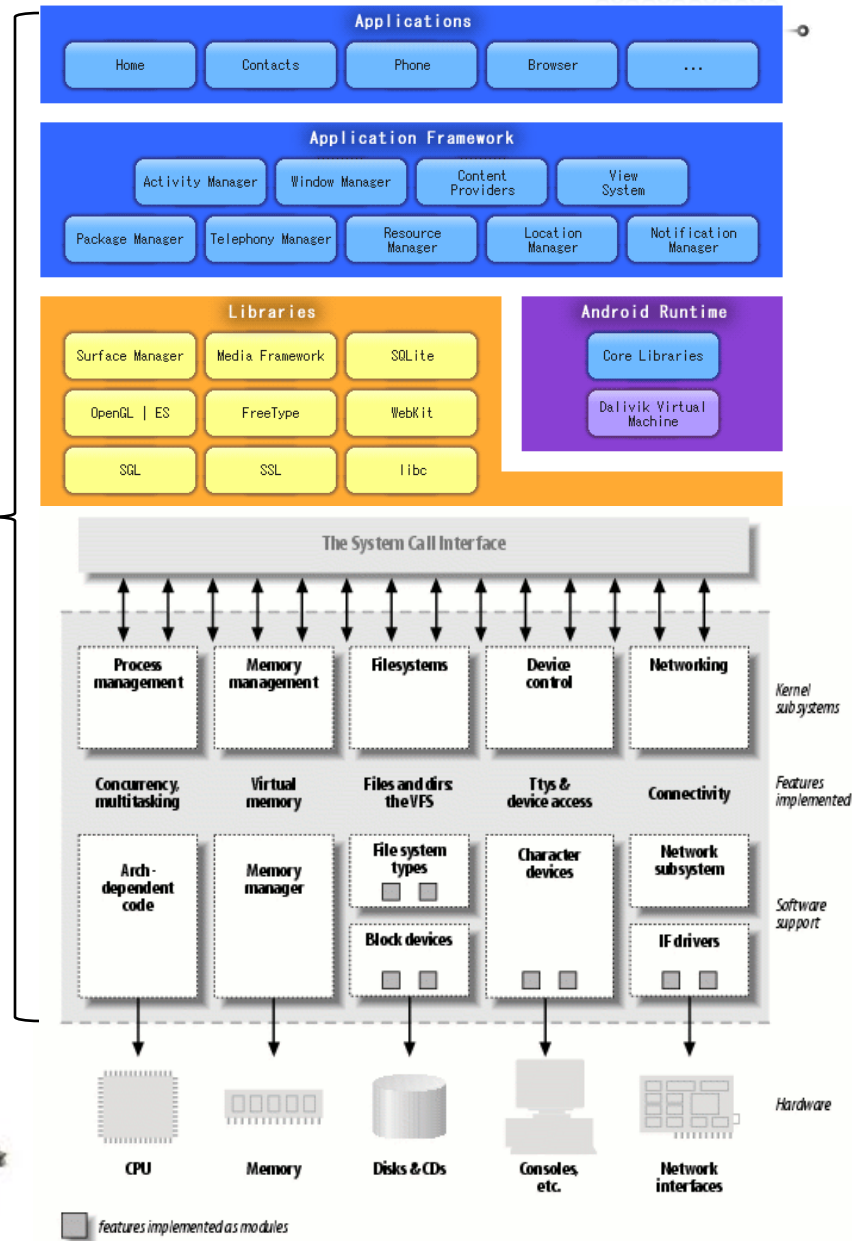 Applications
Home Contacts Phone Browser ...
Application Framework
Activity Manager Window Manager Content Providers View System
Package Manager Telephony Manager Resource Manager Location Manager Notification Manager
Libraries
Surface Manager Media Framework SQLite
OpenGL | ES FreeType WebKit
SGL SSL libc
Android Runtime
Core Libraries
Dalivik Virtual Machine
The System Call Interface
Process management Memory management Filesystems Device control Networking
Kernel subsystems
Concurrency, multitasking Virtual memory Files and dirs: the VFS Ttys & device access Connectivity
Features implemented
Arch-dependent code Memory manager File system types Character devices Network subsystem
Block devices IF drivers
Software support
Hardware
CPU Memory Disks & CDs Consoles, etc. Network interfaces
features implemented as modules